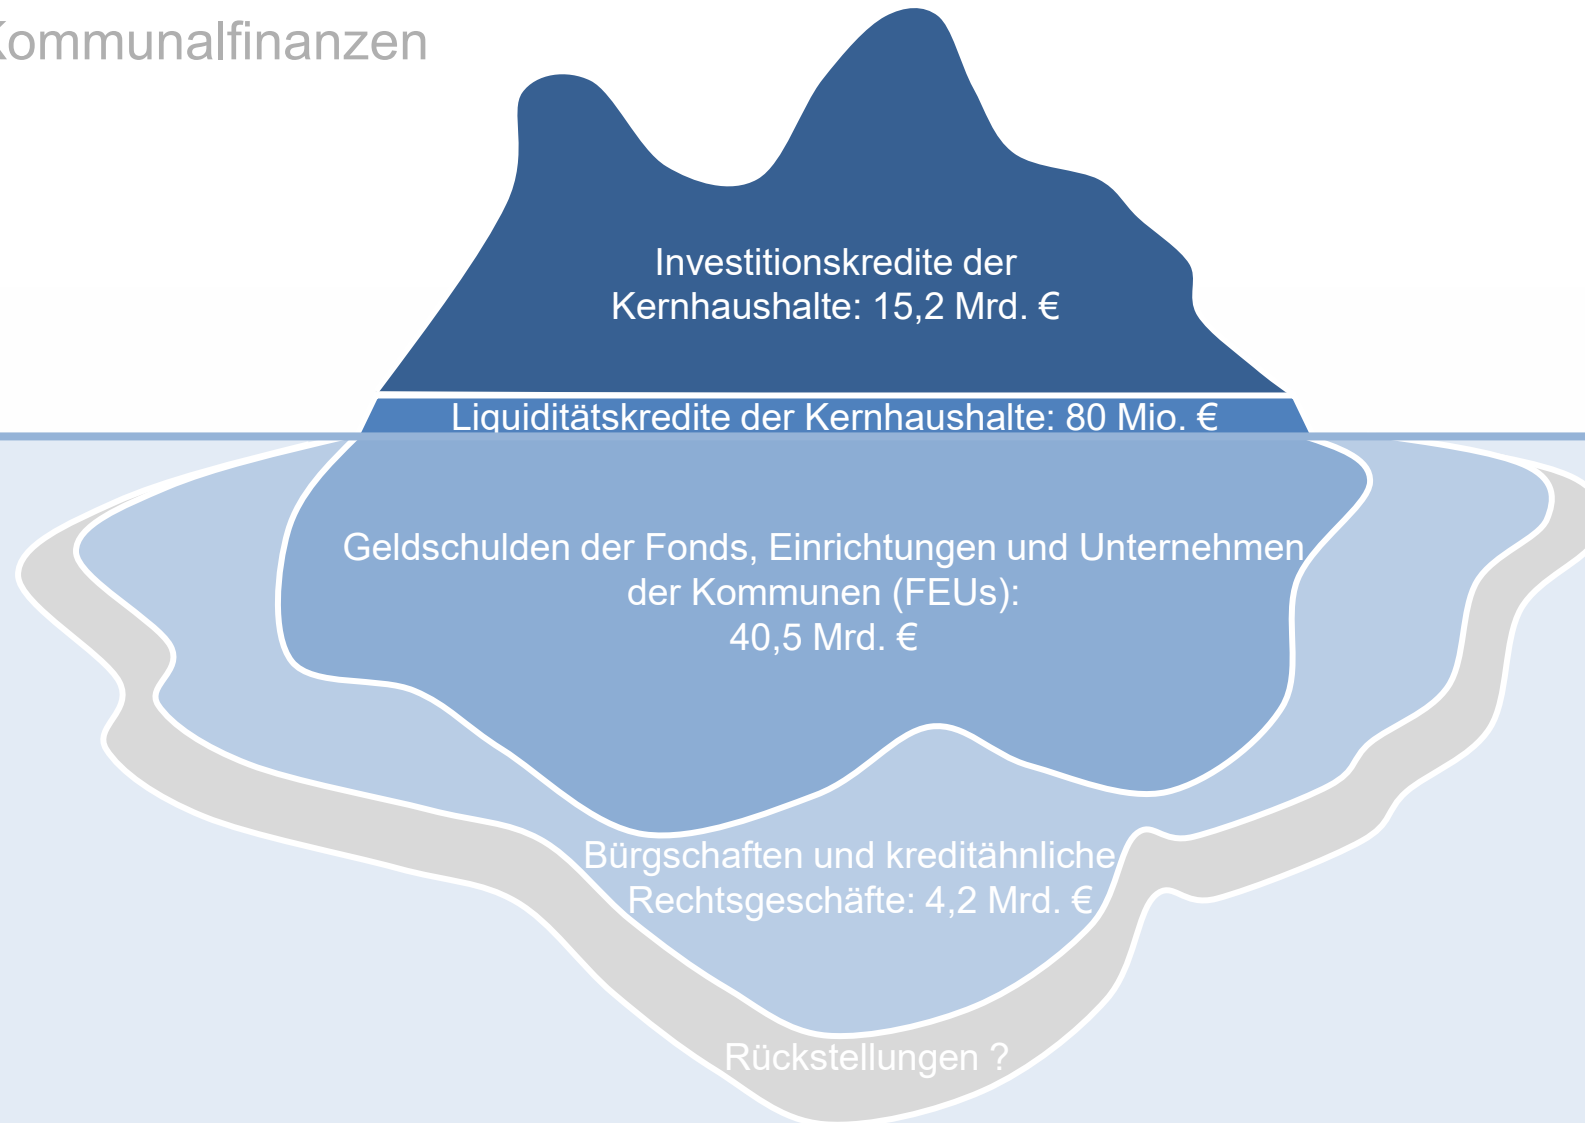 Kommunalfinanzen
Investitionskredite der
Kernhaushalte: 15,2 Mrd. €
Liquiditätskredite der Kernhaushalte: 80 Mio. €
Geldschulden der Fonds, Einrichtungen und Unternehmen
der Kommunen (FEUs):
40,5 Mrd. €
Bürgschaften und kreditähnliche
Rechtsgeschäfte: 4,2 Mrd. €
Rückstellungen ?